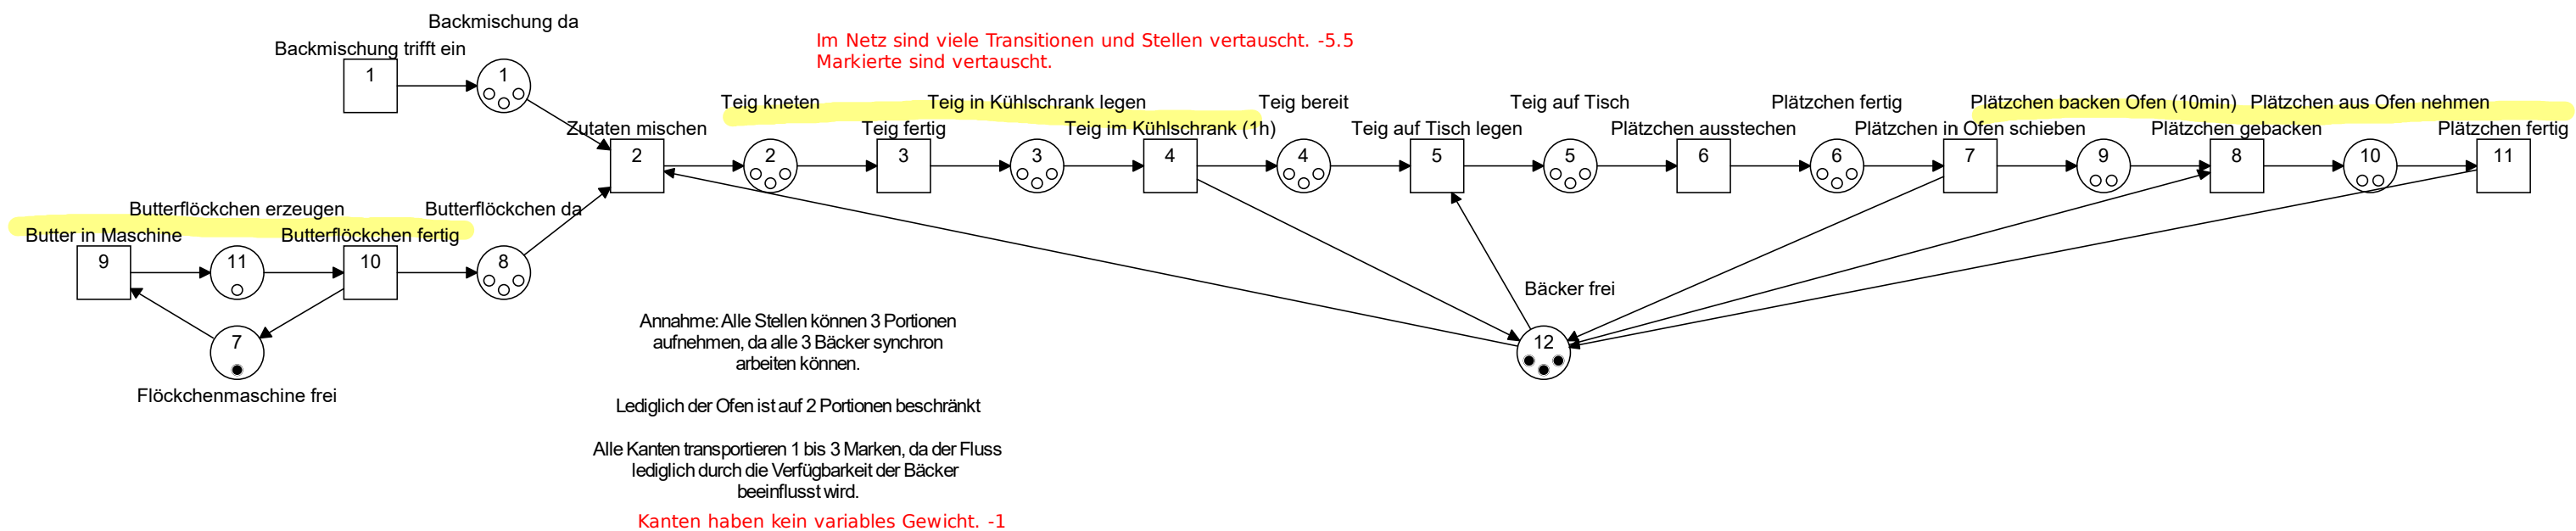 Backmischung da
Backmischung trifft ein
1
1
Im Netz sind viele Transitionen und Stellen vertauscht. -5.5
Markierte sind vertauscht.
Teig kneten
Teig in Kühlschrank legen
Teig bereit
Teig auf Tisch
Plätzchen fertig
Plätzchen backen Ofen (10min)
Plätzchen aus Ofen nehmen
Zutaten mischen
Teig fertig
Teig im Kühlschrank (1h)
Teig auf Tisch legen
Plätzchen ausstechen
Plätzchen in Ofen schieben
Plätzchen gebacken
Plätzchen fertig
2
2
3
3
4
4
5
5
6
6
7
9
8
10
11
Butterflöckchen erzeugen
Butterflöckchen da
Butter in Maschine
Butterflöckchen fertig
9
11
10
8
Bäcker frei
7
12
Flöckchenmaschine frei
Annahme: Alle Stellen können 3 Portionen
aufnehmen, da alle 3 Bäcker synchron
arbeiten können.
Lediglich der Ofen ist auf 2 Portionen beschränkt
Alle Kanten transportieren 1 bis 3 Marken, da der Fluss
lediglich durch die Verfügbarkeit der Bäcker
beeinflusst wird.
Kanten haben kein variables Gewicht. -1